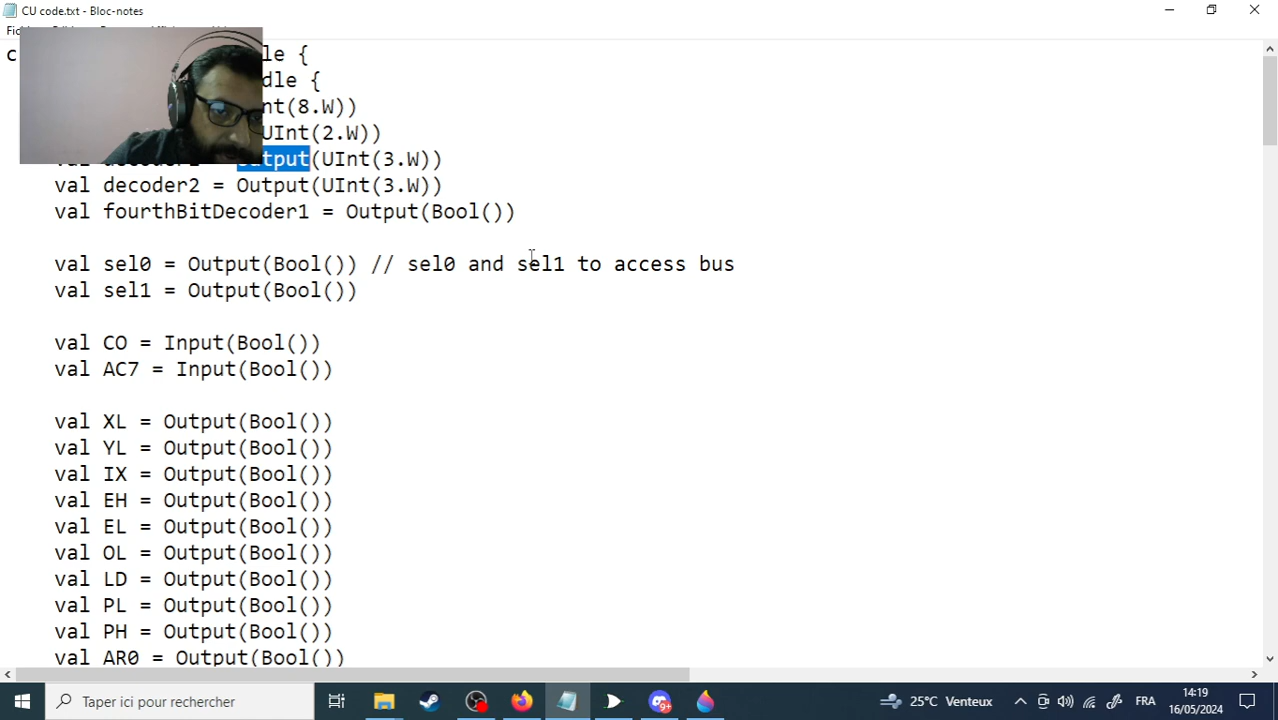 CU code.txt - Bloc-notes
c le {
dle {
nt(8.W))
UInt(2.W))
Output(UInt(3.W))
val decoder2 = Output(UInt(3.W))
val fourthBitDecoder1 = Output(Bool())
val sel0 = Output(Bool()) // sel0 and sel1 to access bus
val sel1 = Output(Bool())
val CO = Input(Bool())
val AC7 = Input(Bool())
val XL = Output(Bool())
val YL = Output(Bool())
val IX = Output(Bool())
val EH = Output(Bool())
val EL = Output(Bool())
val OL = Output(Bool())
val LD = Output(Bool())
val PL = Output(Bool())
val PH = Output(Bool())
val AR0 = Output(Bool())
Taper ici pour rechercher
9+
25°C Venteux
FRA
14:19
16/05/2024